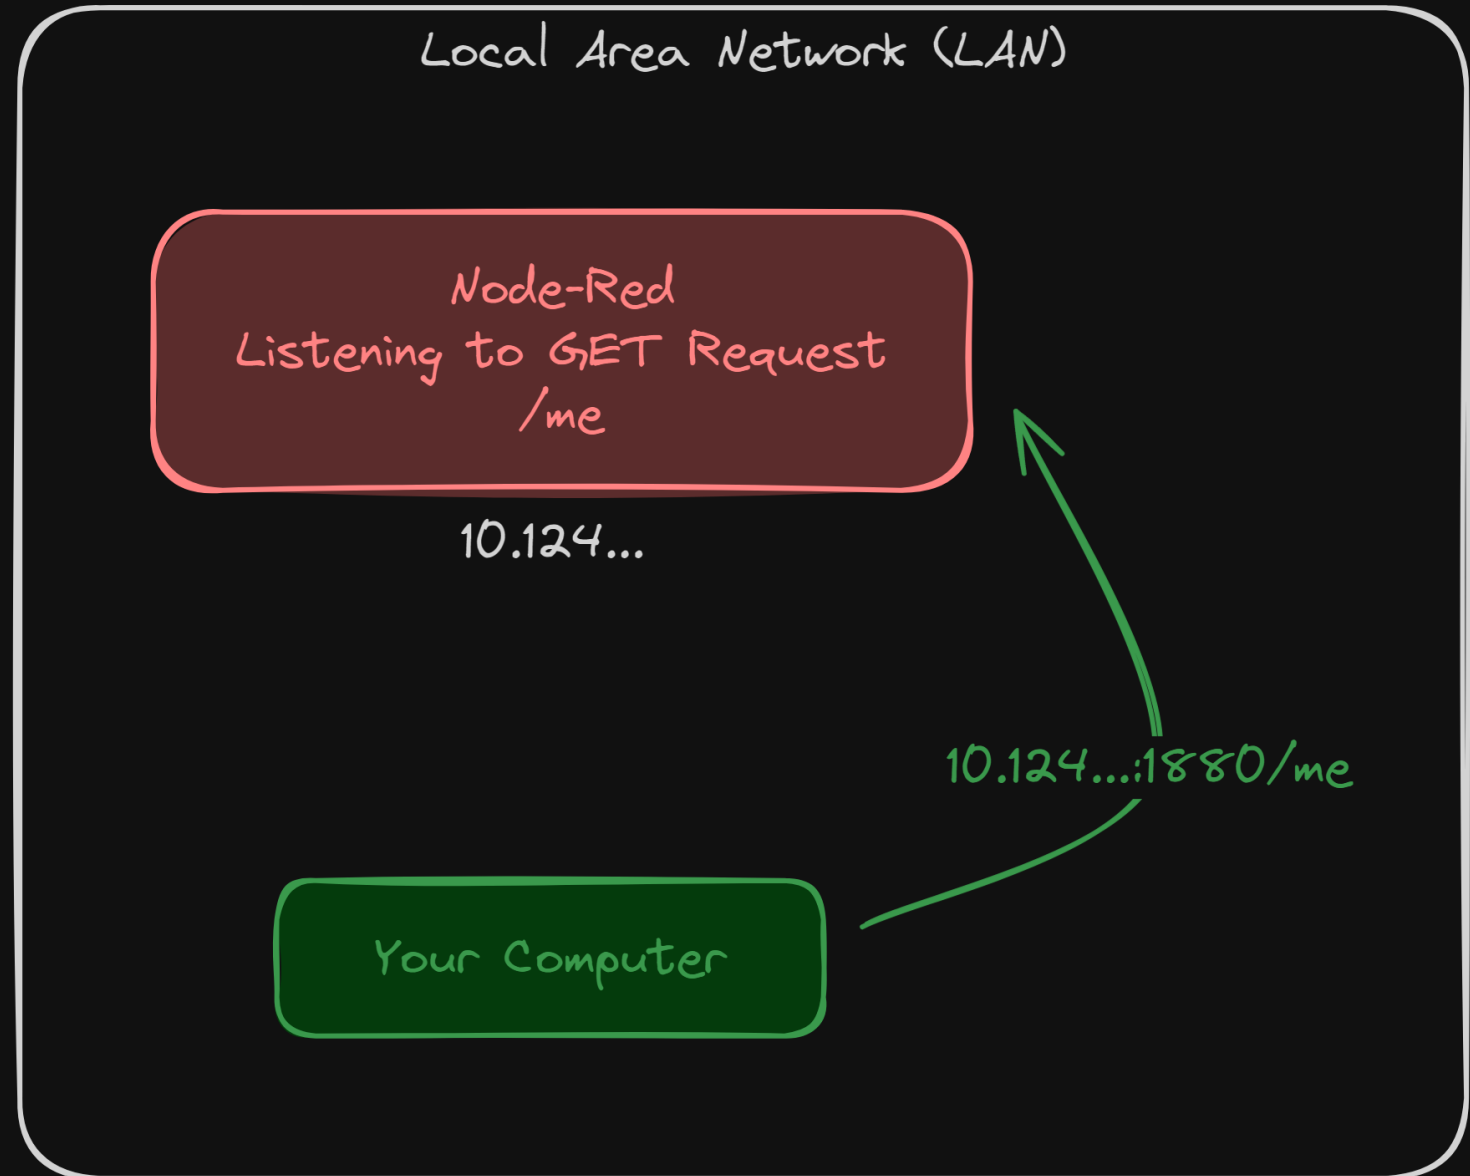 Local Area Network (LAN)
Node-Red
Listening to GET Request
/me
10.124...
10.124...:1880/me
Your Computer